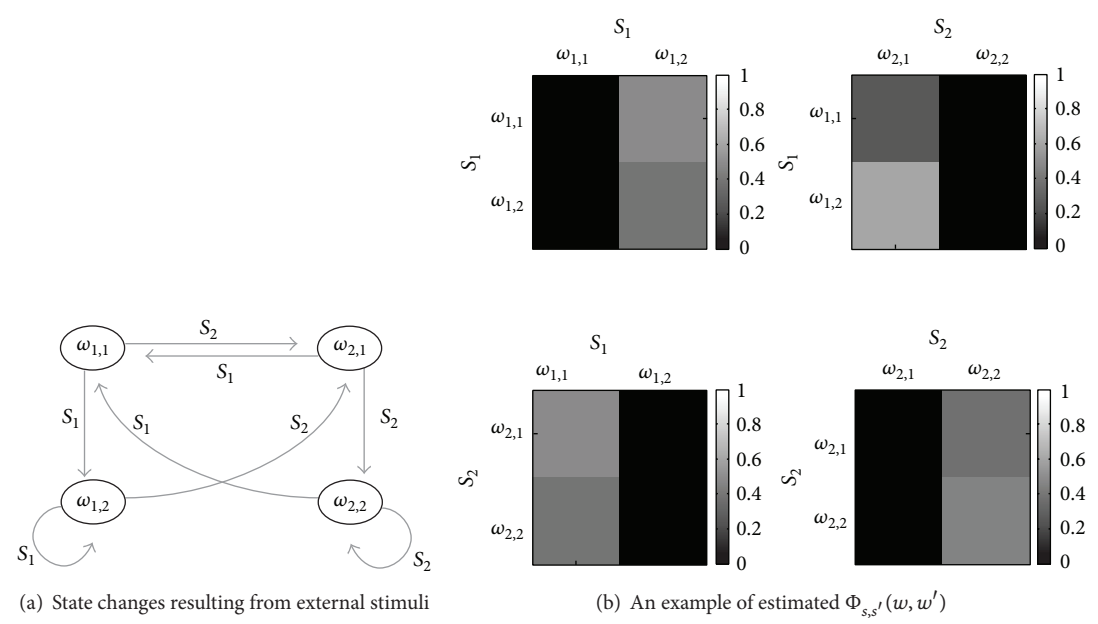 S₁
S₂
ω₁,₁ ω₁,₂
ω₂,₁ ω₂,₂
ω₁,₁
ω₁,₂
S₁
1
0.8
0.6
0.4
0.2
0
ω₁,₁
ω₁,₂
S₁
1
0.8
0.6
0.4
0.2
0
ω₁,₁
S₂
S₁
ω₂,₁
S₁
S₁
S₂
S₂
ω₁,₂
ω₂,₂
S₁
S₂
S₁
S₂
ω₁,₁ ω₁,₂
ω₂,₁ ω₂,₂
ω₂,₁
ω₂,₂
S₂
1
0.8
0.6
0.4
0.2
0
ω₂,₁
ω₂,₂
S₂
1
0.8
0.6
0.4
0.2
0
(a) State changes resulting from external stimuli
(b) An example of estimated Φₛ,ₛ′(w, w′)